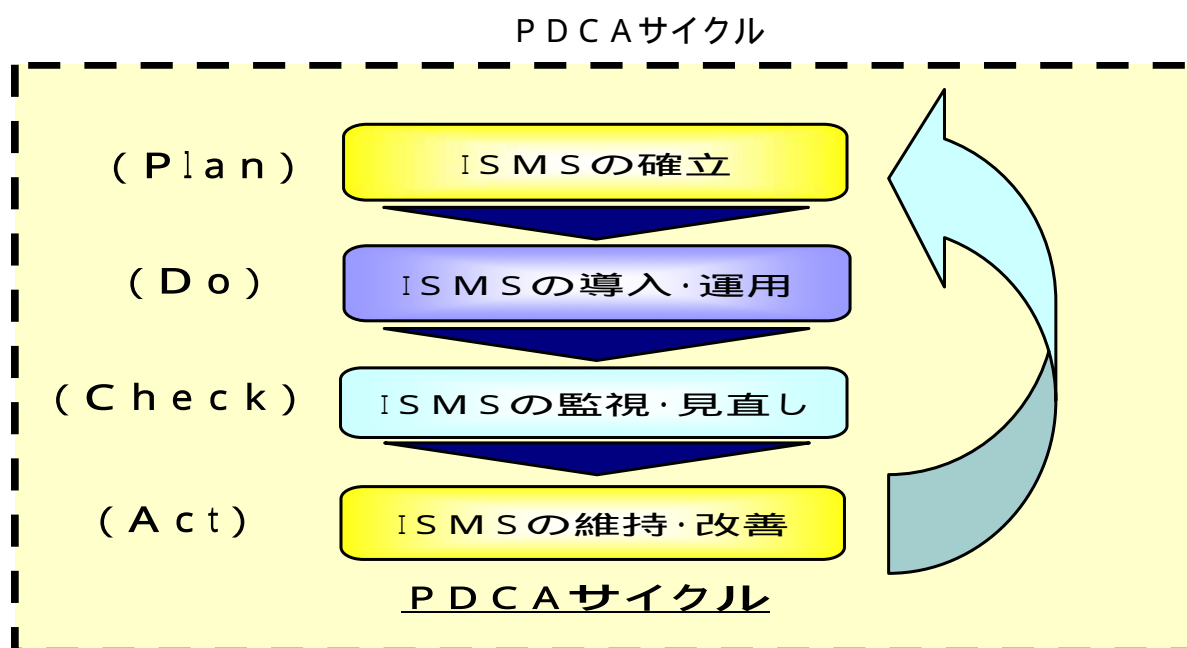 ＰＤＣＡサイクル
（Ｐｌａｎ） ＩＳＭＳの確立
（Ｄｏ） ＩＳＭＳの導入・運用
（Ｃｈｅｃｋ） ＩＳＭＳの監視・見直し
（Ａｃｔ） ＩＳＭＳの維持・改善
ＰＤＣＡサイクル